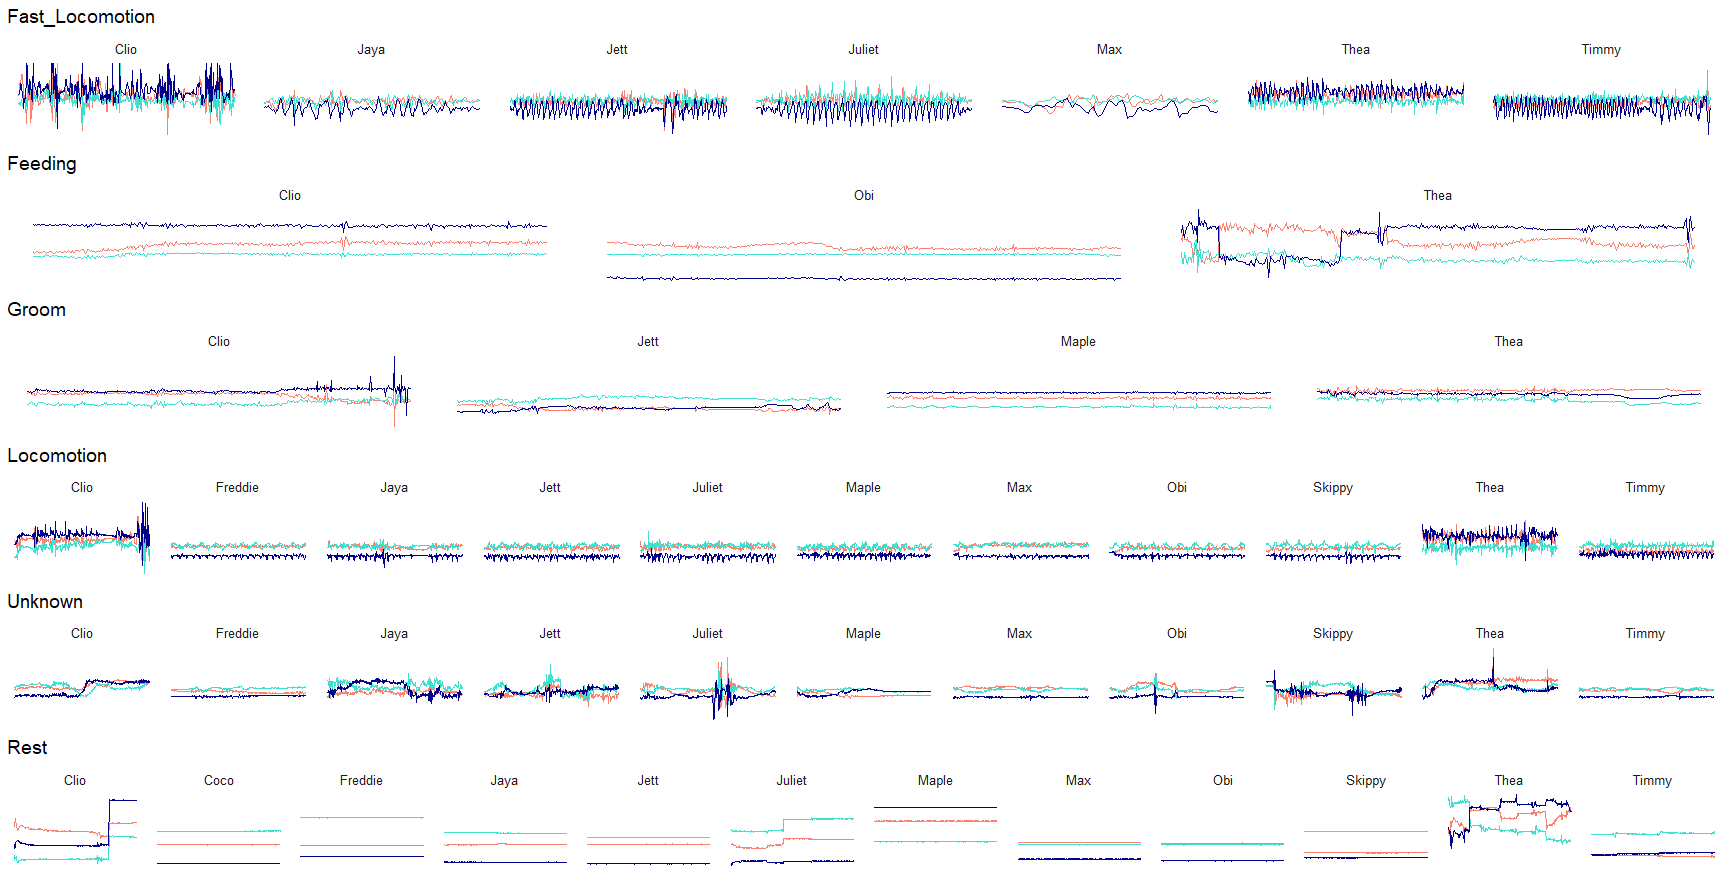 Fast_Locomotion
Clio Jaya Jett Juliet Max Thea Timmy
Feeding
Clio Obi Thea
Groom
Clio Jett Maple Thea
Locomotion
Clio Freddie Jaya Jett Juliet Maple Max Obi Skippy Thea Timmy
Unknown
Clio Freddie Jaya Jett Juliet Maple Max Obi Skippy Thea Timmy
Rest
Clio Coco Freddie Jaya Jett Juliet Maple Max Obi Skippy Thea Timmy